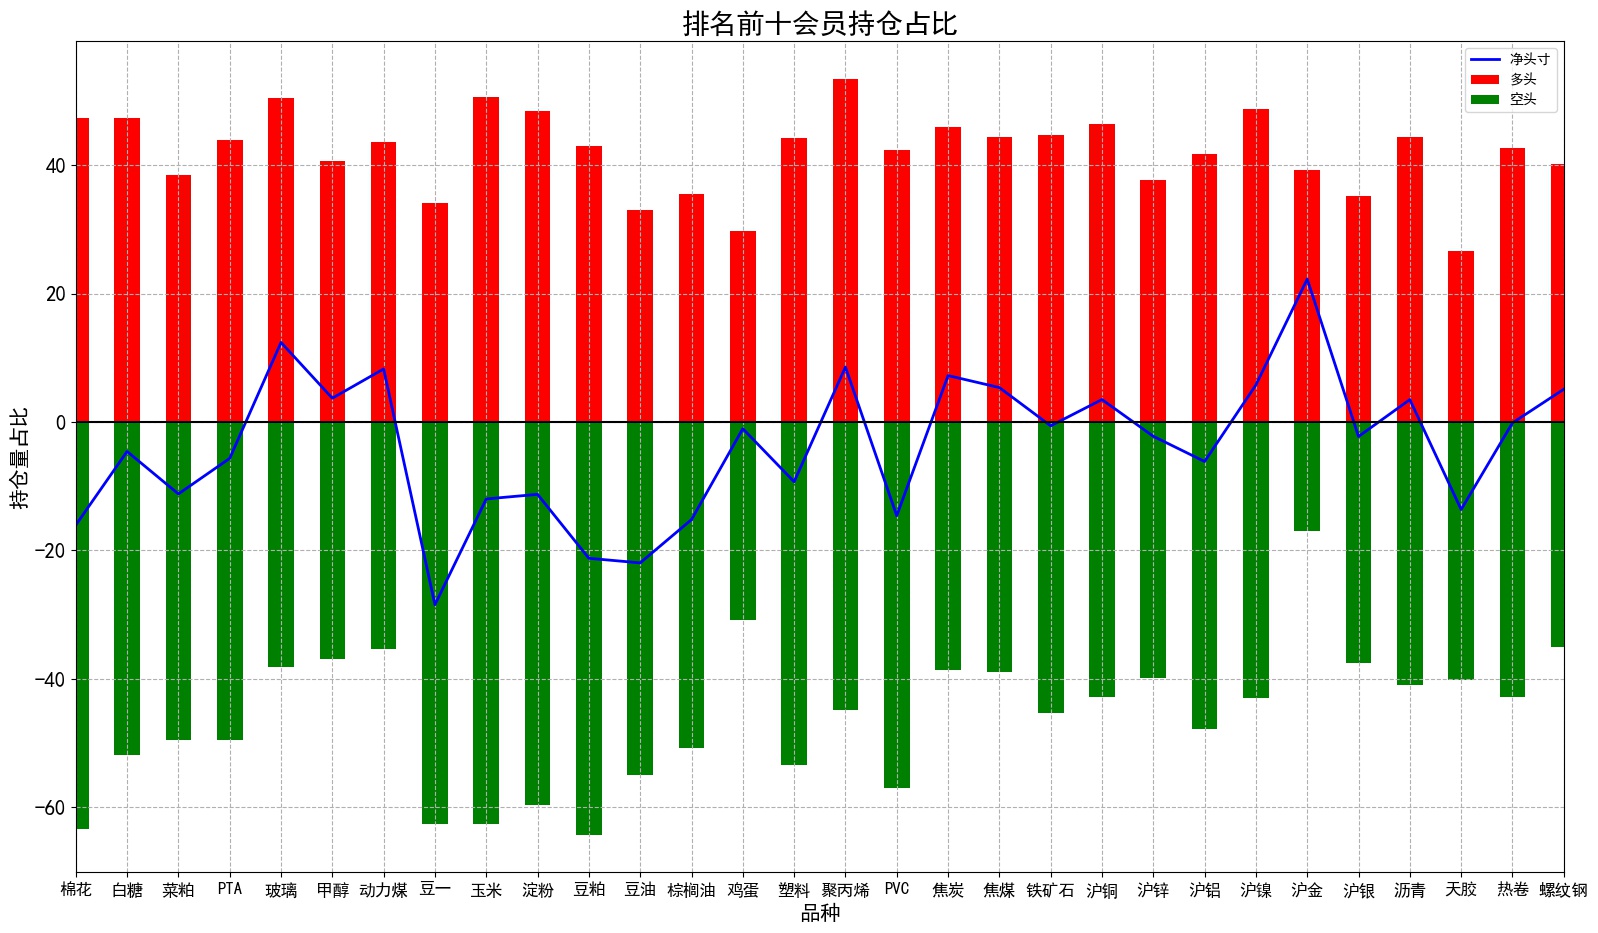 排名前十会员持仓占比
净头寸
多头
空头
持仓量占比
40
20
0
−20
−40
−60
棉花 白糖 菜粕 PTA 玻璃 甲醇 动力煤 豆一 玉米 淀粉 豆粕 豆油 棕榈油 鸡蛋 塑料 聚丙烯 PVC 焦炭 焦煤 铁矿石 沪铜 沪锌 沪铝 沪镍 沪金 沪银 沥青 天胶 热卷 螺纹钢
品种